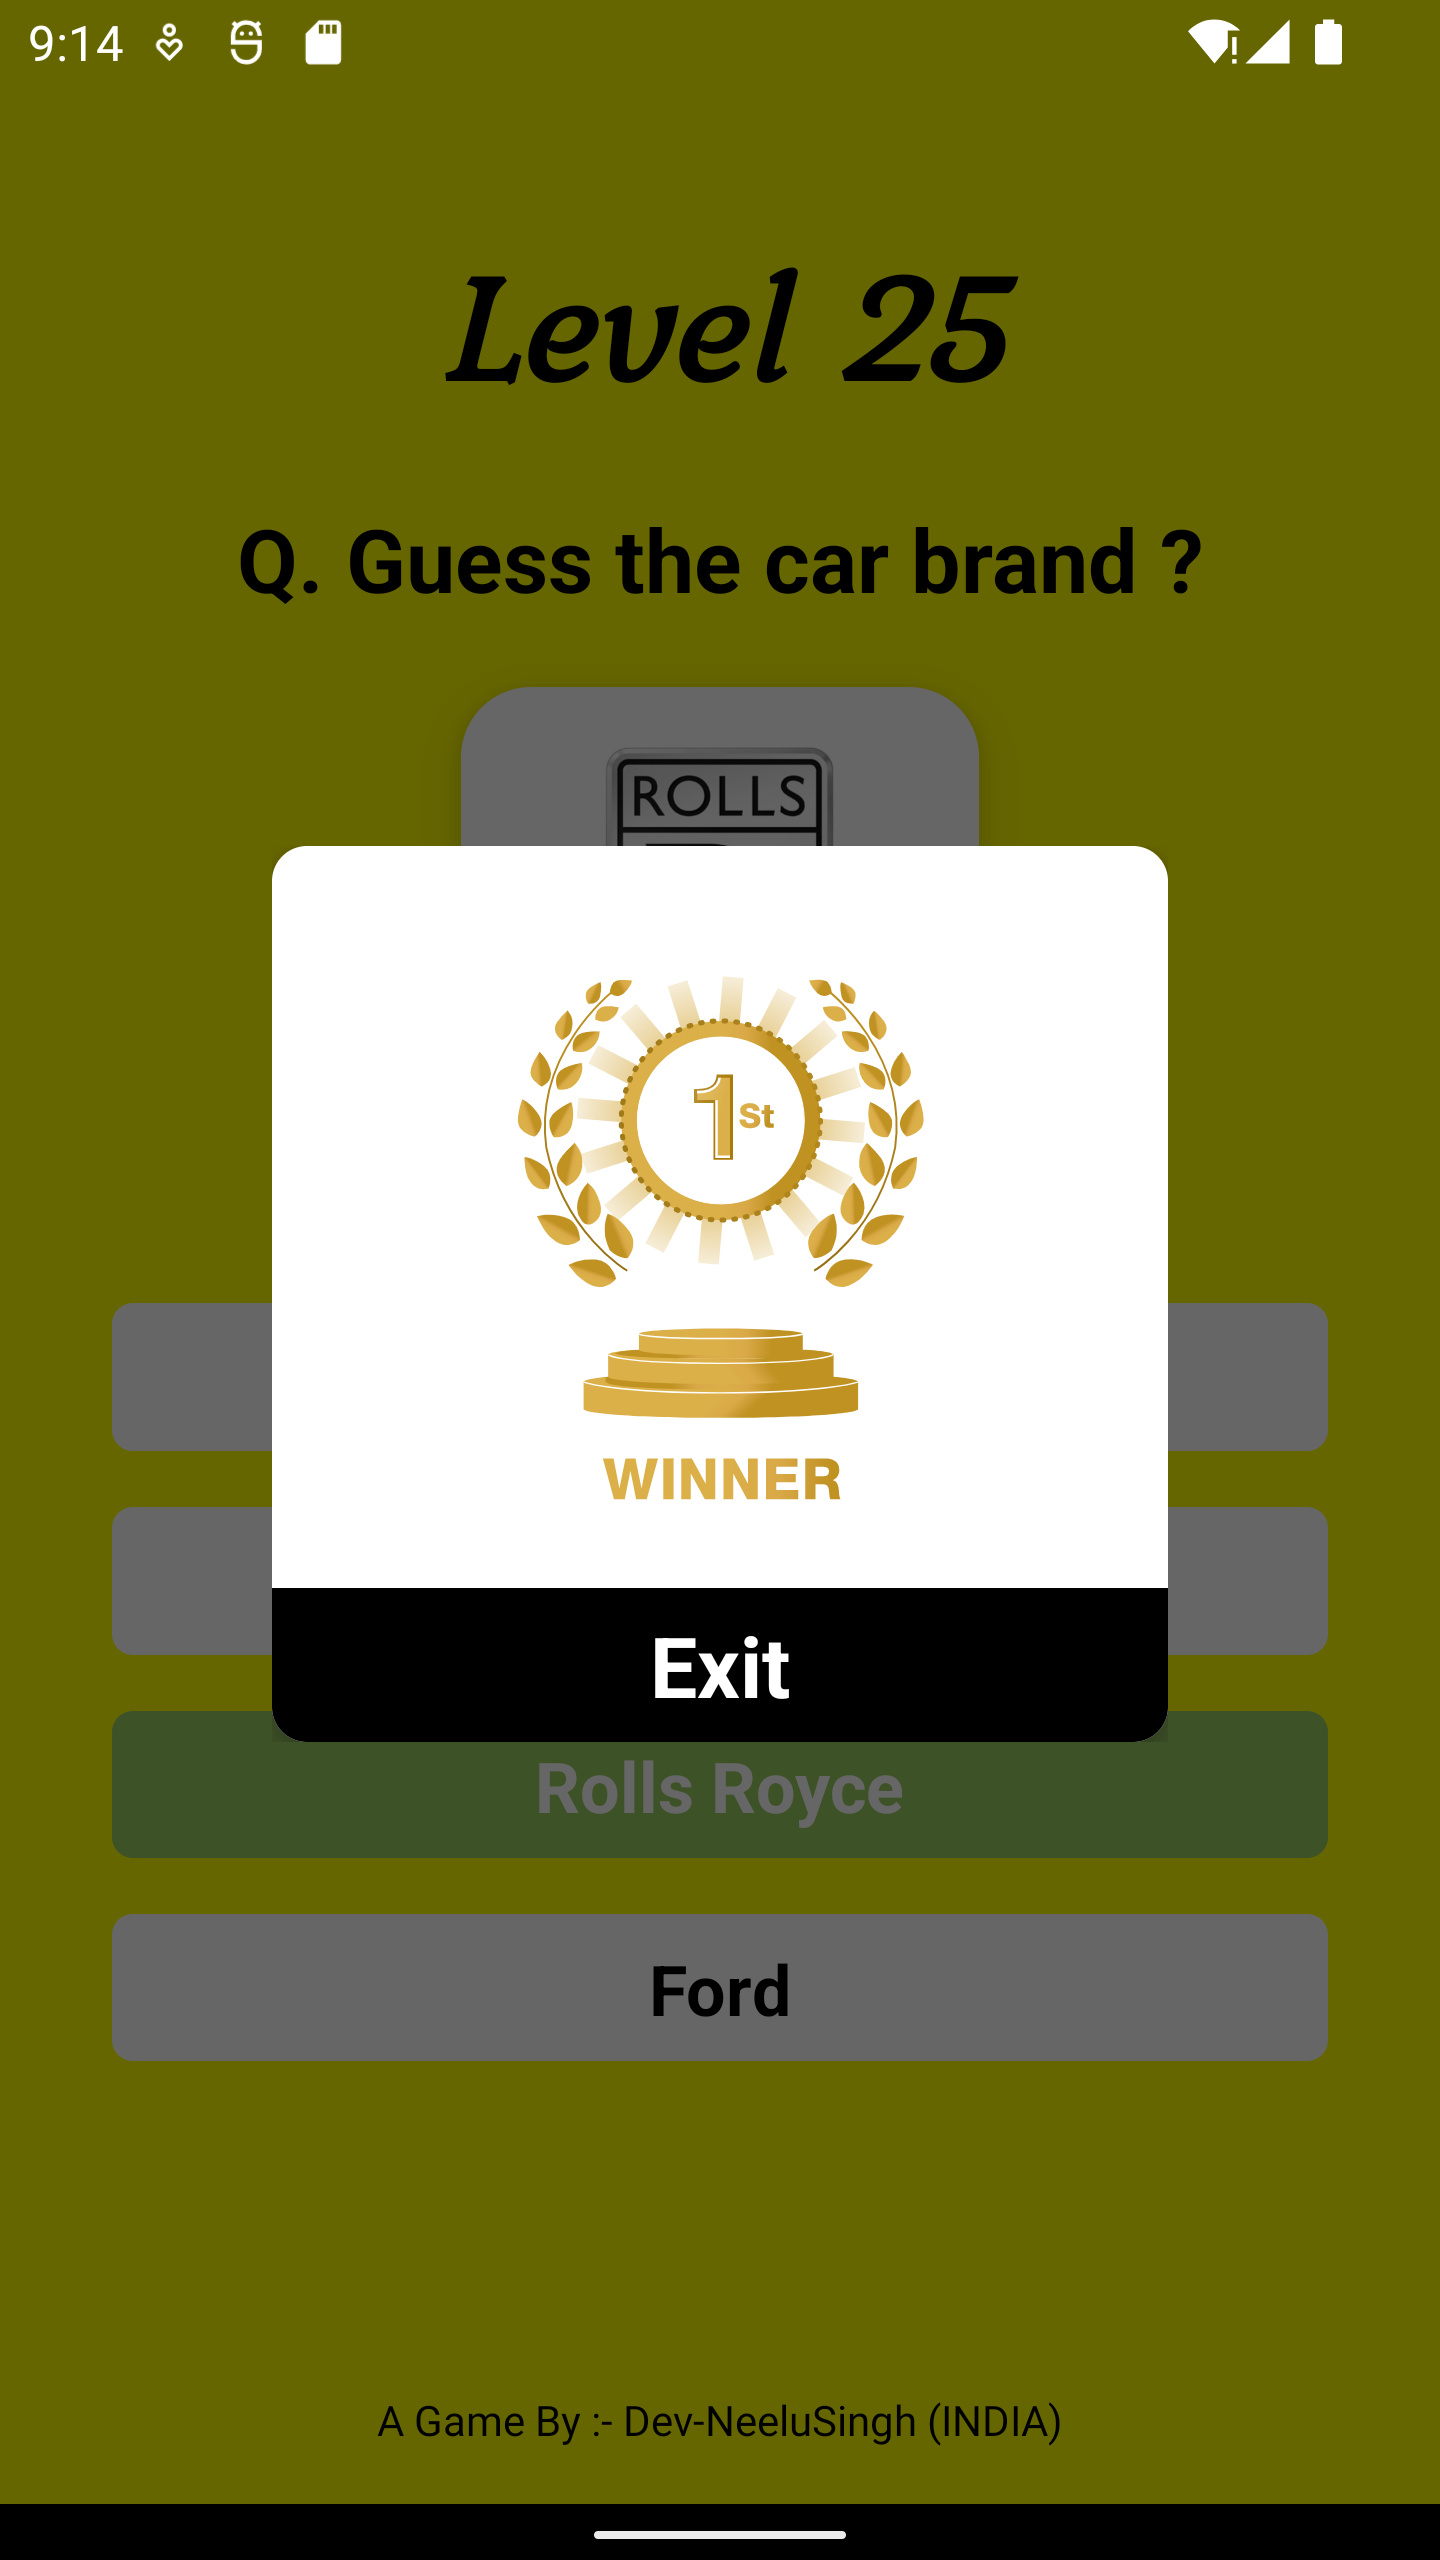 9:14
Level 25
Q. Guess the car brand ?
ROLLS
1St
WINNER
Exit
Rolls Royce
Ford
A Game By :- Dev-NeeluSingh (INDIA)